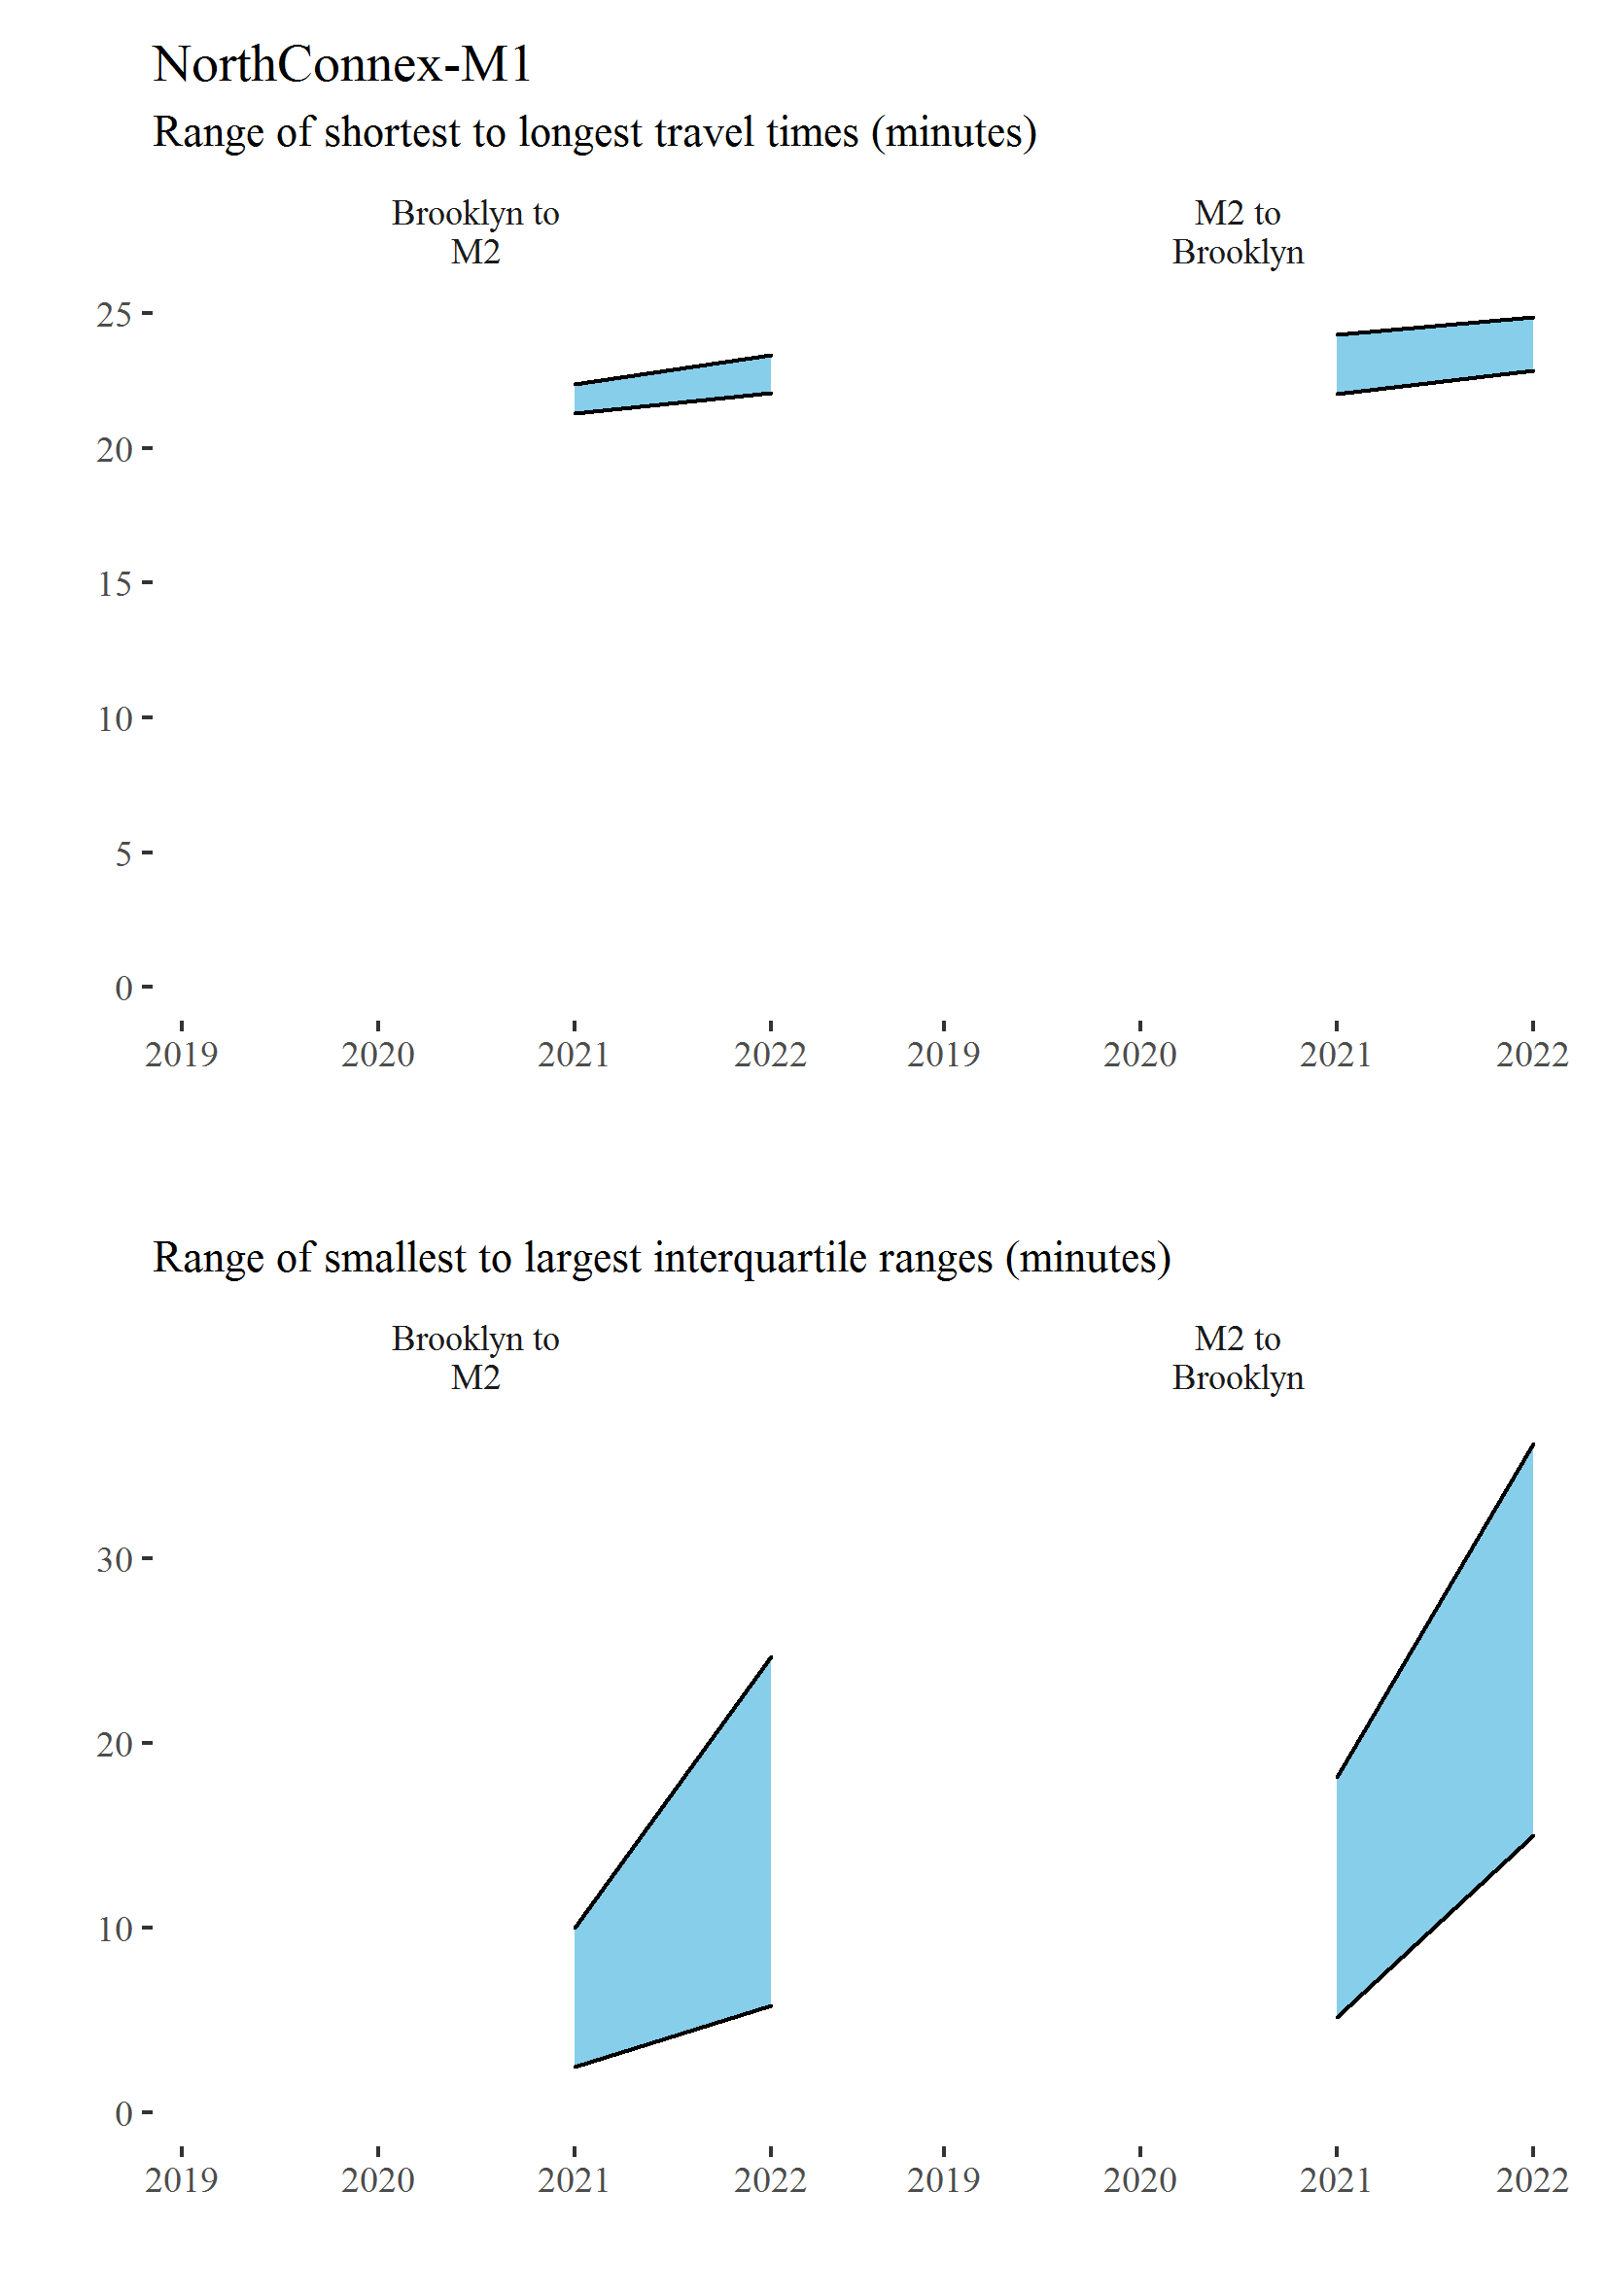 NorthConnex-M1
Range of shortest to longest travel times (minutes)
Brooklyn to
M2
M2 to
Brooklyn
25
20
15
10
5
0
2019 2020 2021 2022 2019 2020 2021 2022
Range of smallest to largest interquartile ranges (minutes)
Brooklyn to
M2
M2 to
Brooklyn
30
20
10
0
2019 2020 2021 2022 2019 2020 2021 2022